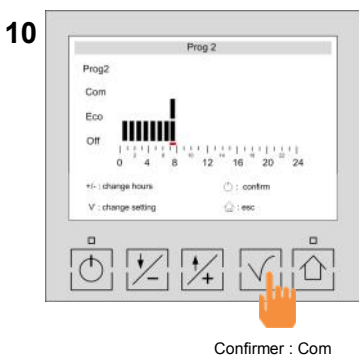 10
Prog 2
Prog2
Com
Eco
Off
0 4 8 12 16 20 24
+/- : change hours : confirm
V : change setting : esc
Confirmer : Com